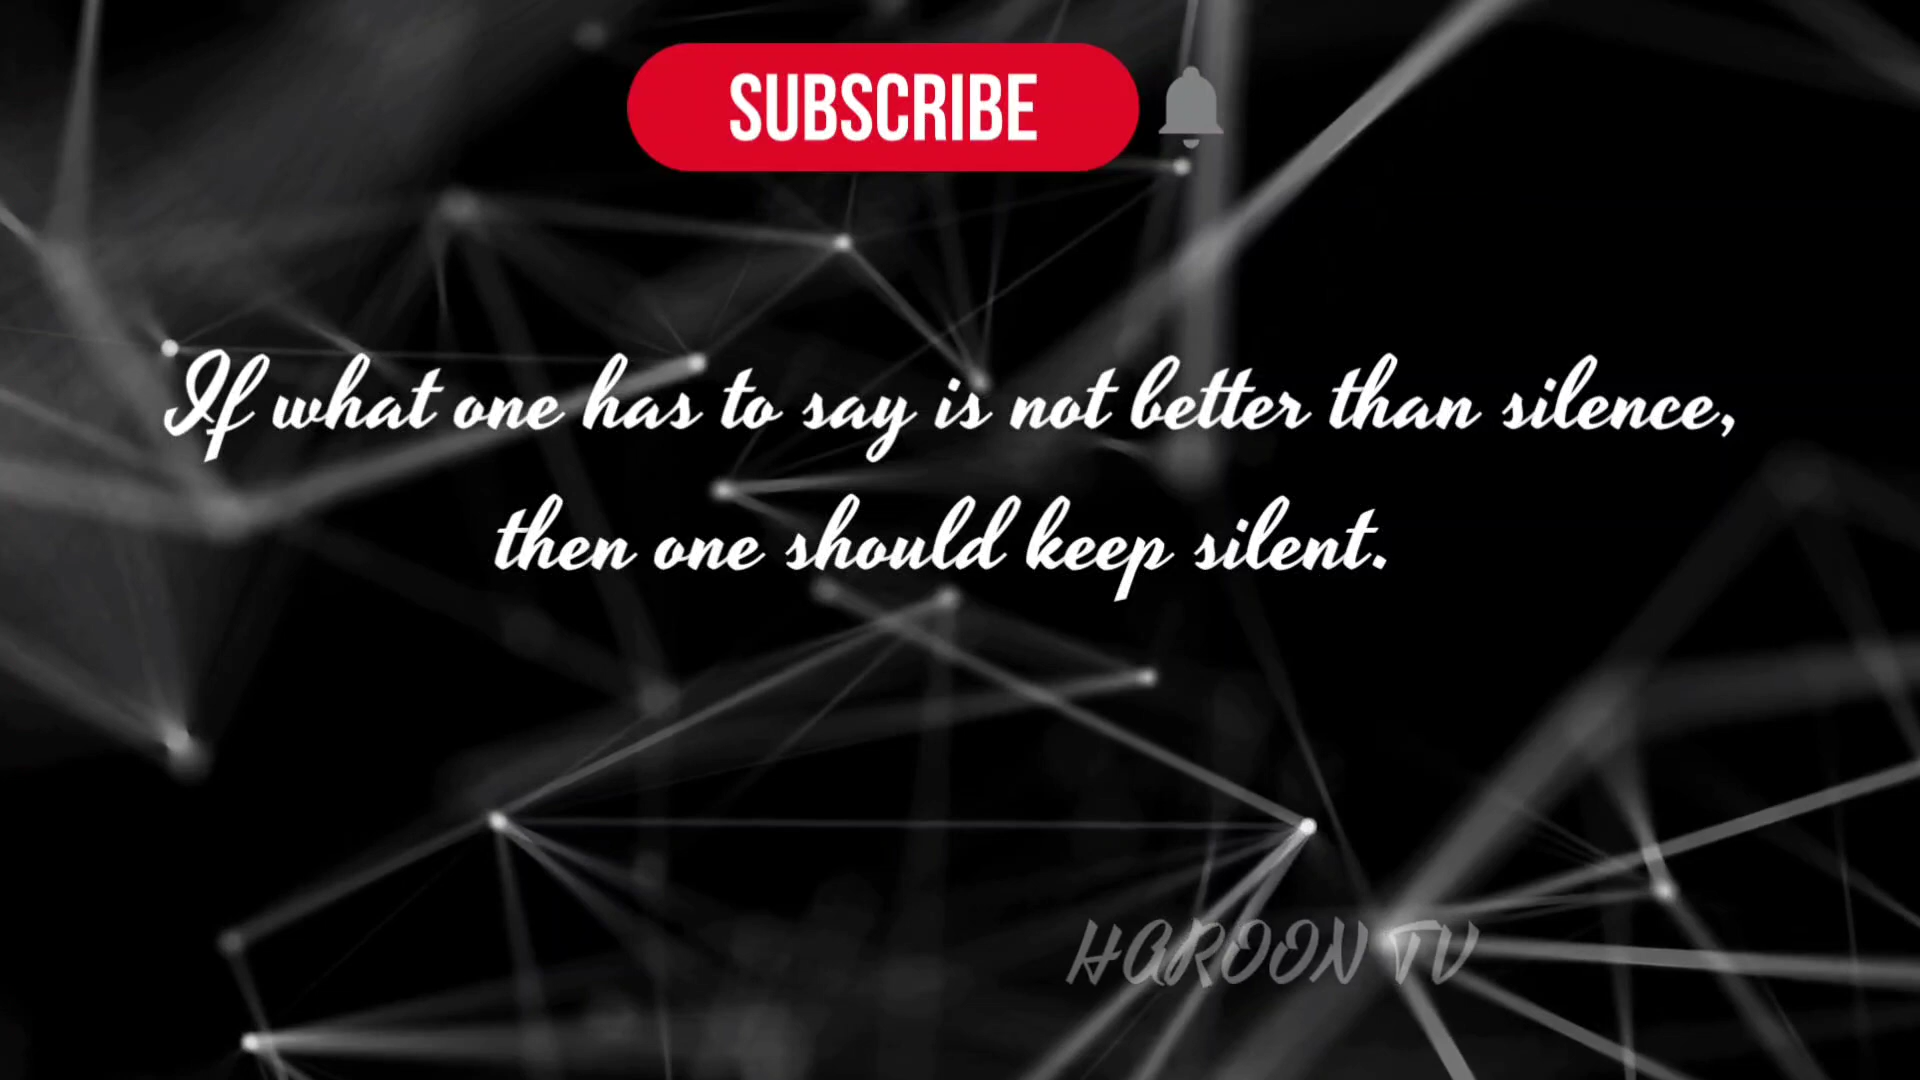 SUBSCRIBE
If what one has to say is not better than silence,
then one should keep silent.
HAROON TV